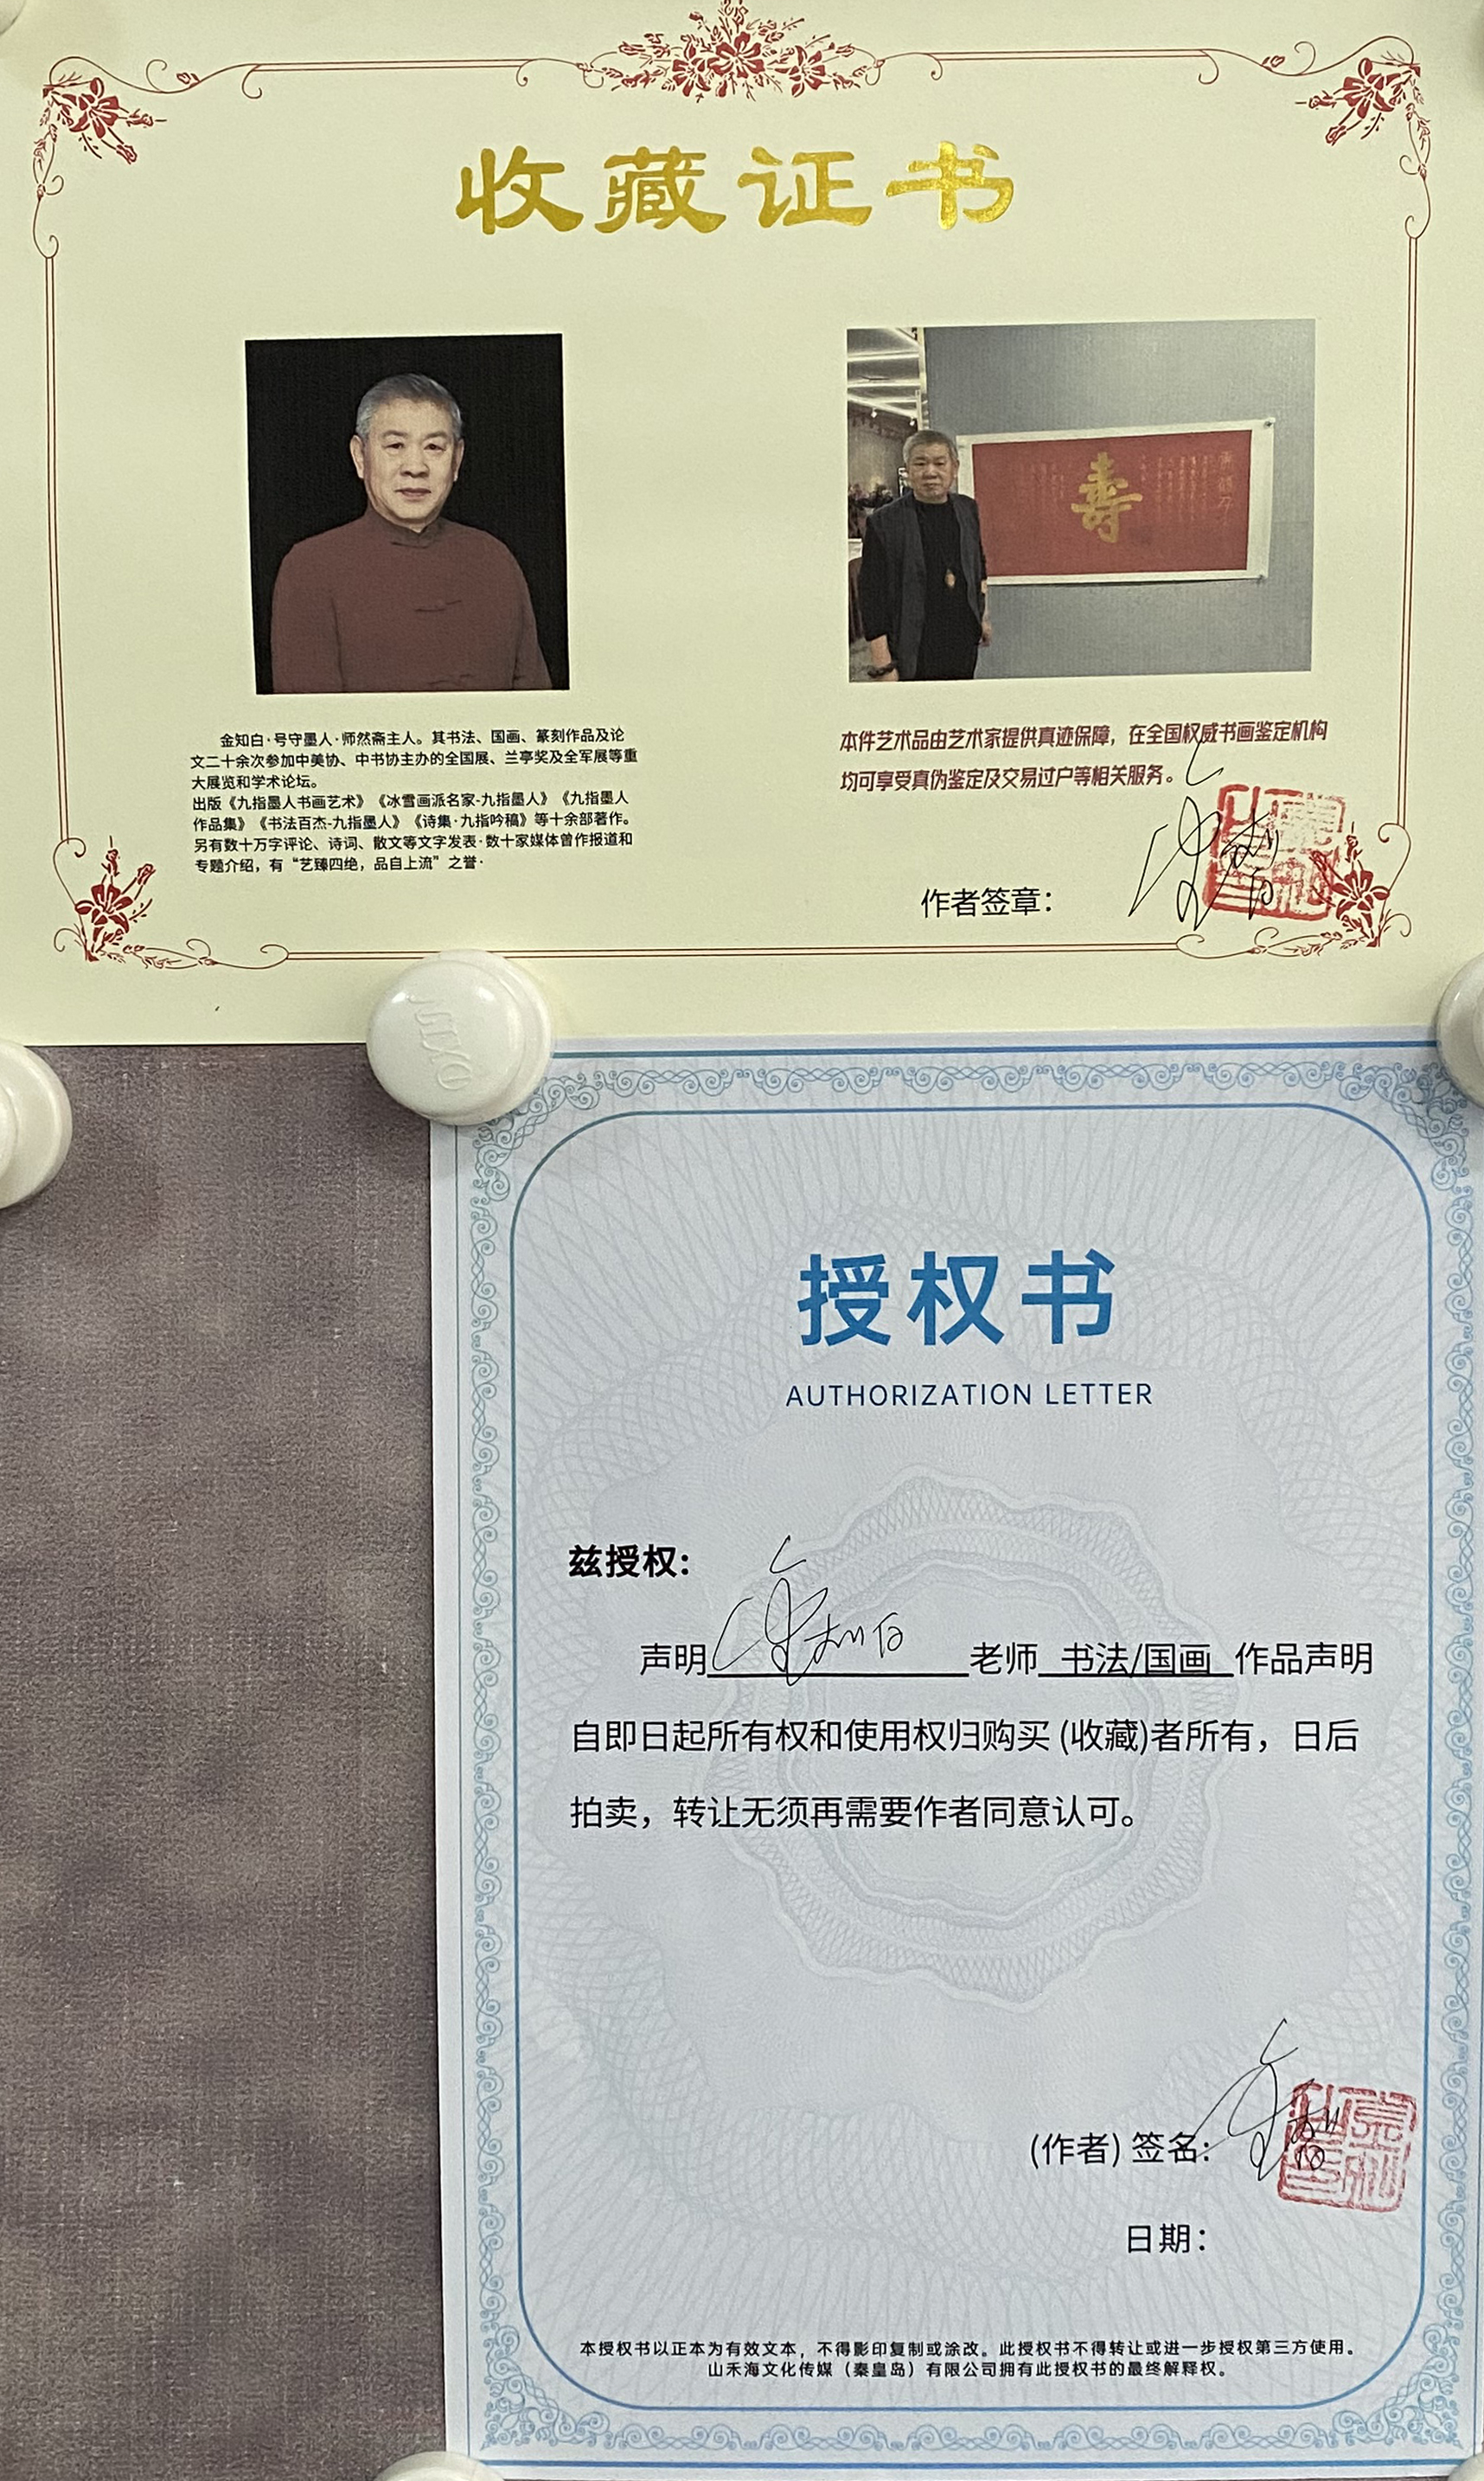 收藏证书
寿
金知白·号守墨人·师然斋主人。其书法、国画、篆刻作品及论
文二十余次参加中美协、中书协主办的全国展、兰亭奖及全军展等重
大展览和学术论坛。
出版《九指墨人书画艺术》《冰雪画派名家-九指墨人》《九指墨人
作品集》《书法百杰-九指墨人》《诗集·九指吟稿》等十余部著作。
另有数十万字评论、诗词、散文等文字发表·数十家媒体曾作报道和
专题介绍，有“艺臻四绝，品自上流”之誉·
本件艺术品由艺术家提供真迹保障，在全国权威书画鉴定机构
均可享受真伪鉴定及交易过户等相关服务。
作者签章：金知白
授权书
AUTHORIZATION LETTER
兹授权:
声明金知白老师 书法/国画 作品声明
自即日起所有权和使用权归购买 (收藏)者所有，日后
拍卖，转让无须再需要作者同意认可。
(作者) 签名: 金知白
日期：
本授权书以正本为有效文本，不得影印复制或涂改。此授权书不得转让或进一步授权第三方使用。
山禾海文化传媒（秦皇岛）有限公司拥有此授权书的最终解释权。